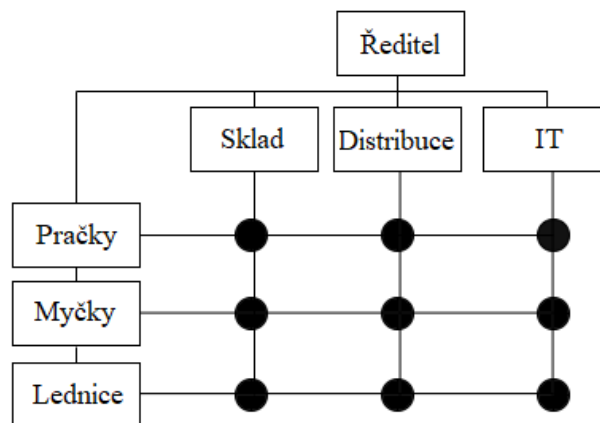 Ředitel
Sklad
Distribuce
IT
Pračky
Myčky
Lednice